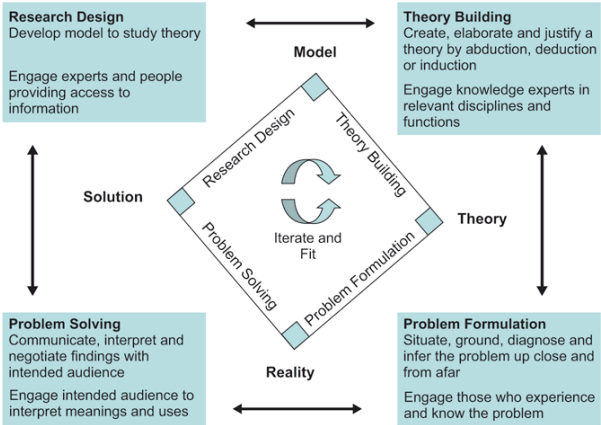 Research Design
Develop model to study theory
Engage experts and people
providing access to
information
Theory Building
Create, elaborate and justify a
theory by abduction, deduction
or induction
Engage knowledge experts in
relevant disciplines and
functions
Model
Research Design
Theory Building
Solution
Iterate and
Fit
Theory
Problem Solving
Problem Formulation
Reality
Problem Solving
Communicate, interpret and
negotiate findings with
intended audience
Engage intended audience to
interpret meanings and uses
Problem Formulation
Situate, ground, diagnose and
infer the problem up close and
from afar
Engage those who experience
and know the problem